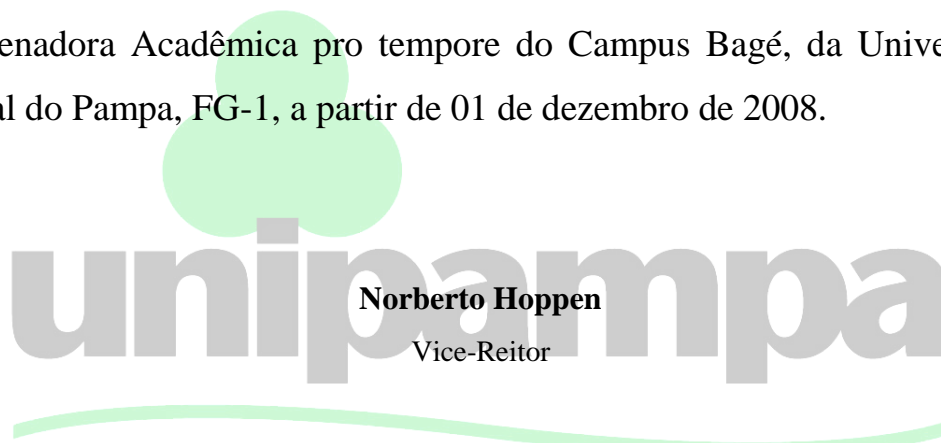 enadora Acadêmica pro tempore do Campus Bagé, da Unive
al do Pampa, FG-1, a partir de 01 de dezembro de 2008.
unipampa
Norberto Hoppen
Vice-Reitor